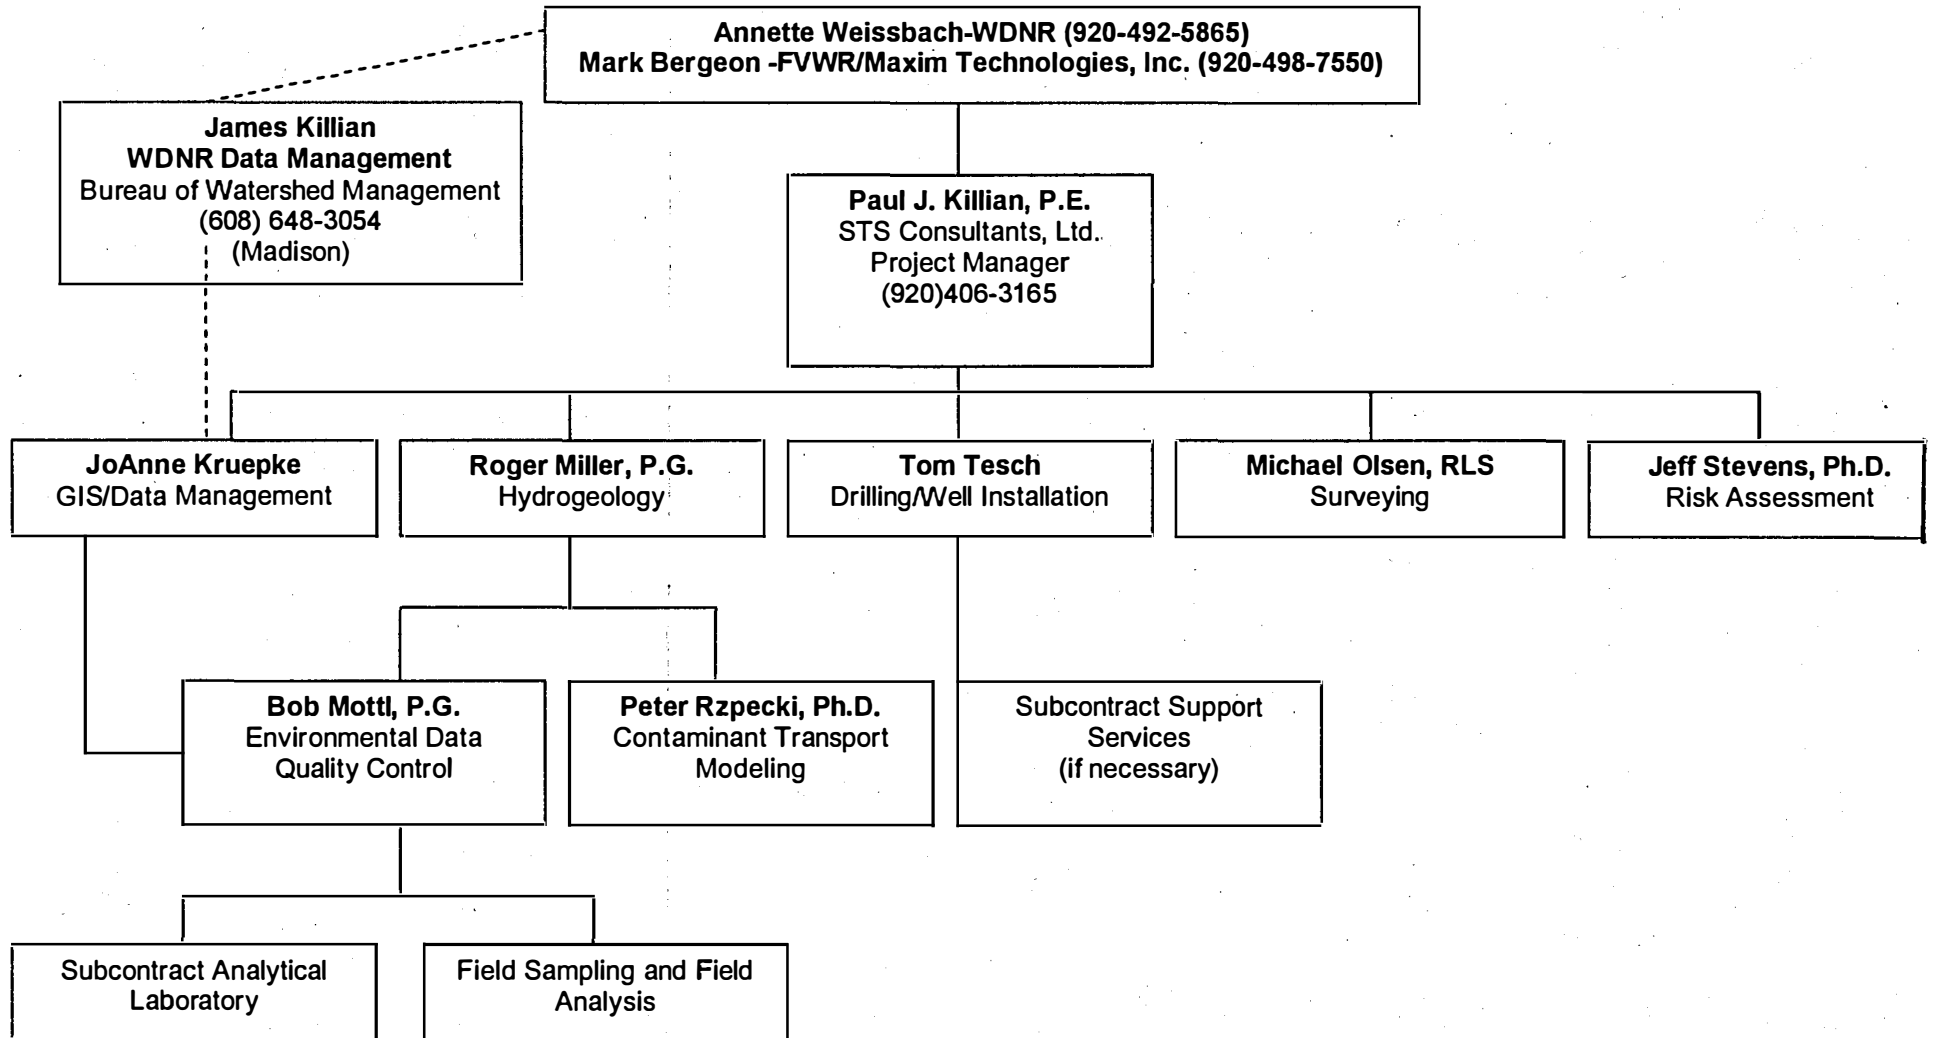 Annette Weissbach-WDNR (920-492-5865)
Mark Bergeon -FVWR/Maxim Technologies, Inc. (920-498-7550)
James Killian
WDNR Data Management
Bureau of Watershed Management
(608) 648-3054
(Madison)
Paul J. Killian, P.E.
STS Consultants, Ltd.
Project Manager
(920)406-3165
JoAnne Kruepke
GIS/Data Management
Roger Miller, P.G.
Hydrogeology
Tom Tesch
Drilling/Well Installation
Michael Olsen, RLS
Surveying
Jeff Stevens, Ph.D.
Risk Assessment
Bob Mottl, P.G.
Environmental Data
Quality Control
Peter Rzpecki, Ph.D.
Contaminant Transport
Modeling
Subcontract Support
Services
(if necessary)
Subcontract Analytical
Laboratory
Field Sampling and Field
Analysis